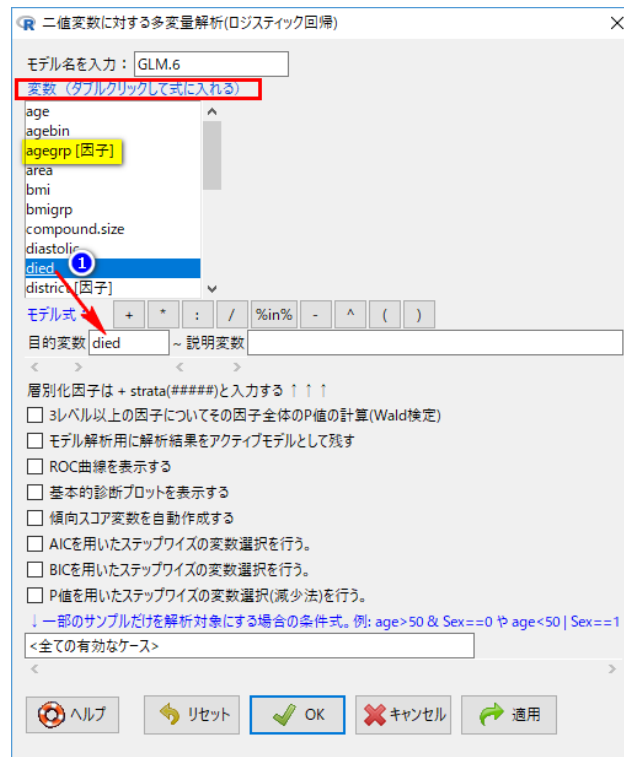 二値変数に対する多変量解析(ロジスティック回帰)
モデル名を入力: GLM.6
変数 (ダブルクリックして式に入れる)
age
agebin
agegrp [因子]
area
bmi
bmigrp
compound.size
diastolic
died
1
district [因子]
モデル式 + * : / %in% - ^ ( )
目的変数 died ~ 説明変数
層別化因子は + strata(#####)と入力する ↑ ↑ ↑
3レベル以上の因子についてその因子全体のP値の計算(Wald検定)
モデル解析用に解析結果をアクティブモデルとして残す
ROC曲線を表示する
基本的診断プロットを表示する
傾向スコア変数を自動作成する
AICを用いたステップワイズの変数選択を行う。
BICを用いたステップワイズの変数選択を行う。
P値を用いたステップワイズの変数選択(減少法)を行う。
↓一部のサンプルだけを解析対象にする場合の条件式。例: age>50 & Sex==0 や age<50 | Sex==1
<全ての有効なケース>
ヘルプ リセット OK キャンセル 適用